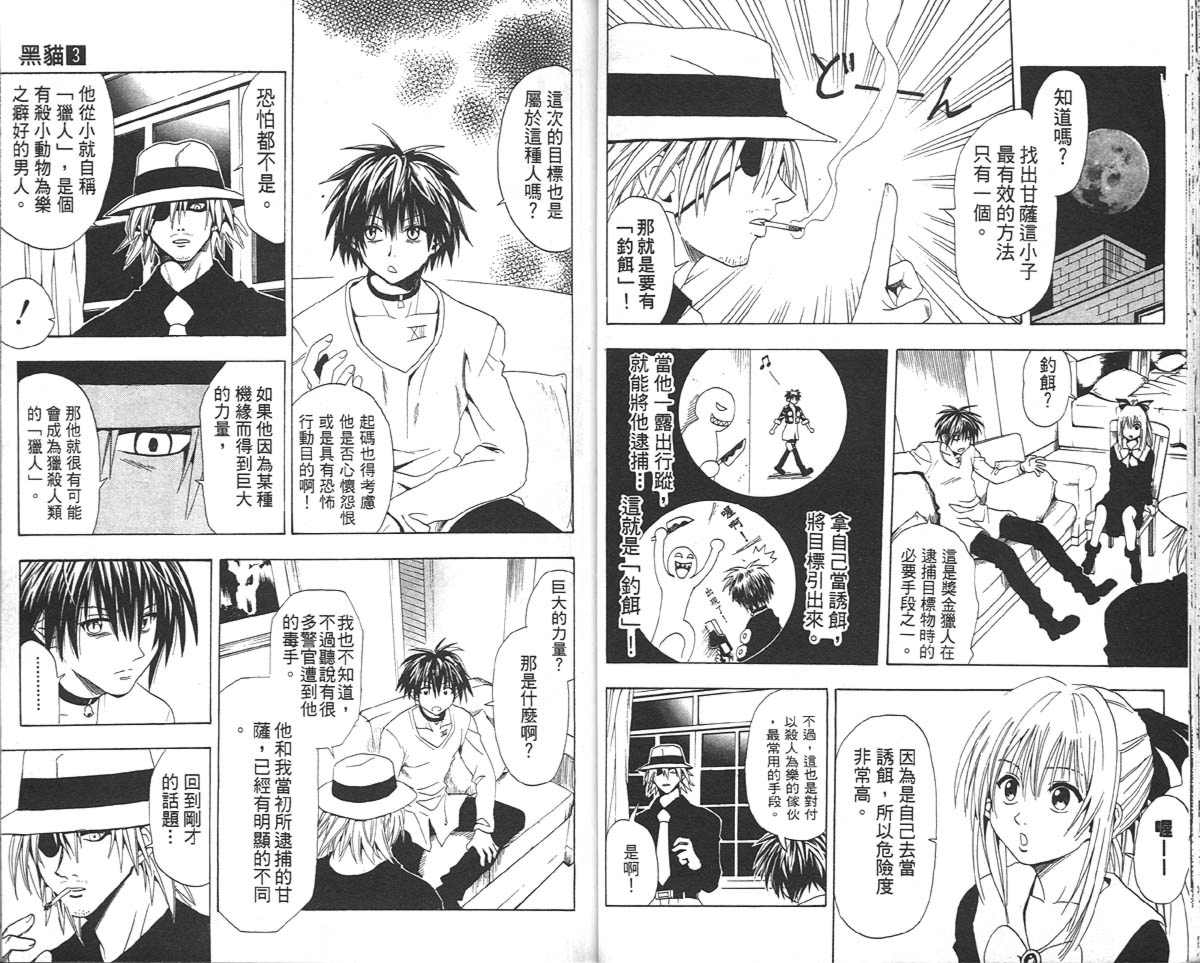 知道嗎？
找出甘薩這小子
最有效的方法
只有一個。
どーん
那就是要有
「釣餌」！
釣餌？
這是獎金獵人在
逮捕目標物時的
必要手段之一。
拿自己當誘餌，
將目標引出來。
當他一露出行蹤，
就能將他逮捕…
這就是「釣餌」！
喔──
因為是自己去當
誘餌，所以危險度
非常高。
不過，這也是對付
以殺人為樂的傢伙
，最常用的手段。
是啊！
黑貓3
這次的目標也是
屬於這種人嗎？
XIII
起碼也得考慮
他是否心懷怨恨
或是具有恐怖
行動目的啊！
恐怕都不是。
他從小就自稱
「獵人」，是個
有殺小動物為樂
之癖好的男人。
！
如果他因為某種
機緣而得到巨大
的力量，
那他就很有可能
會成為獵殺人類
的「獵人」。
巨大的力量？
那是什麼啊？
我也不知道，
不過聽說有很
多警官遭到他
的毒手。
他和我當初所逮捕的甘
薩，已經有明顯的不同
。
………
回到剛才
的話題…